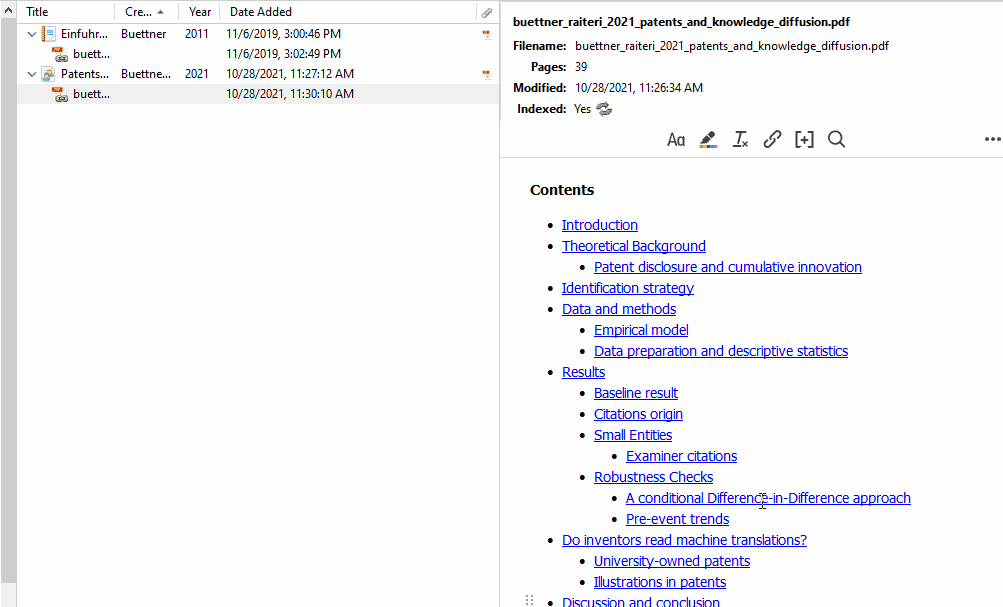 Title Cre... Year Date Added
Einfuhr... Buettner 2011 11/6/2019, 3:00:46 PM
buett... 11/6/2019, 3:02:49 PM
Patents... Buettne... 2021 10/28/2021, 11:27:12 AM
buett... 10/28/2021, 11:30:10 AM
buettner_raiteri_2021_patents_and_knowledge_diffusion.pdf
Filename: buettner_raiteri_2021_patents_and_knowledge_diffusion.pdf
Pages: 39
Modified: 10/28/2021, 11:26:34 AM
Indexed: Yes
Aa
Contents
• Introduction
• Theoretical Background
• Patent disclosure and cumulative innovation
• Identification strategy
• Data and methods
• Empirical model
• Data preparation and descriptive statistics
• Results
• Baseline result
• Citations origin
• Small Entities
• Examiner citations
• Robustness Checks
• A conditional Difference-in-Difference approach
• Pre-event trends
• Do inventors read machine translations?
• University-owned patents
• Illustrations in patents
• Discussion and conclusion